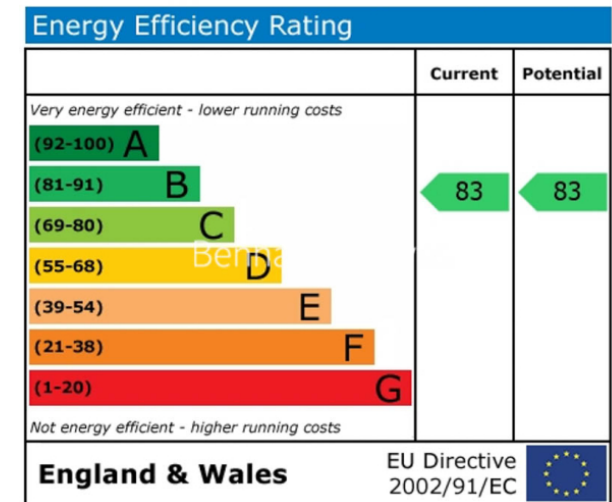 Energy Efficiency Rating
Current Potential
Very energy efficient - lower running costs
(92-100) A
(81-91) B
83 83
(69-80) C
(55-68) D
(39-54) E
(21-38) F
(1-20) G
Not energy efficient - higher running costs
England & Wales
EU Directive
2002/91/EC